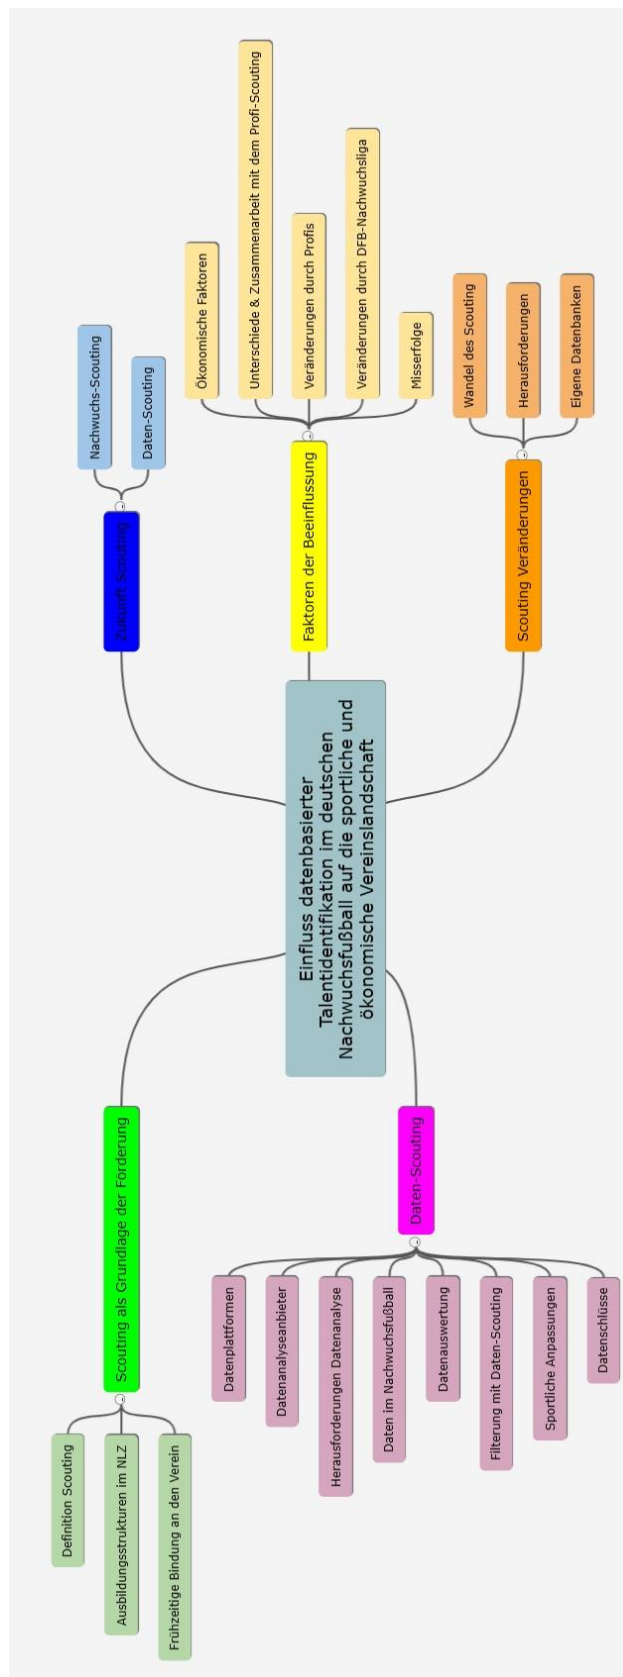 Einfluss datenbasierter
Talentidentifikation im deutschen
Nachwuchsfußball auf die sportliche und
ökonomische Vereinslandschaft
Scouting als Grundlage der Förderung
Definition Scouting
Ausbildungsstrukturen im NLZ
Frühzeitige Bindung an den Verein
Daten-Scouting
Datenplattformen
Datenanalyseanbieter
Herausforderungen Datenanalyse
Daten im Nachwuchsfußball
Datenauswertung
Filterung mit Daten-Scouting
Sportliche Anpassungen
Datenschlüsse
Zukunft Scouting
Nachwuchs-Scouting
Daten-Scouting
Faktoren der Beeinflussung
Ökonomische Faktoren
Unterschiede & Zusammenarbeit mit dem Profi-Scouting
Veränderungen durch Profis
Veränderungen durch DFB-Nachwuchsliga
Misserfolge
Scouting Veränderungen
Wandel des Scouting
Herausforderungen
Eigene Datenbanken